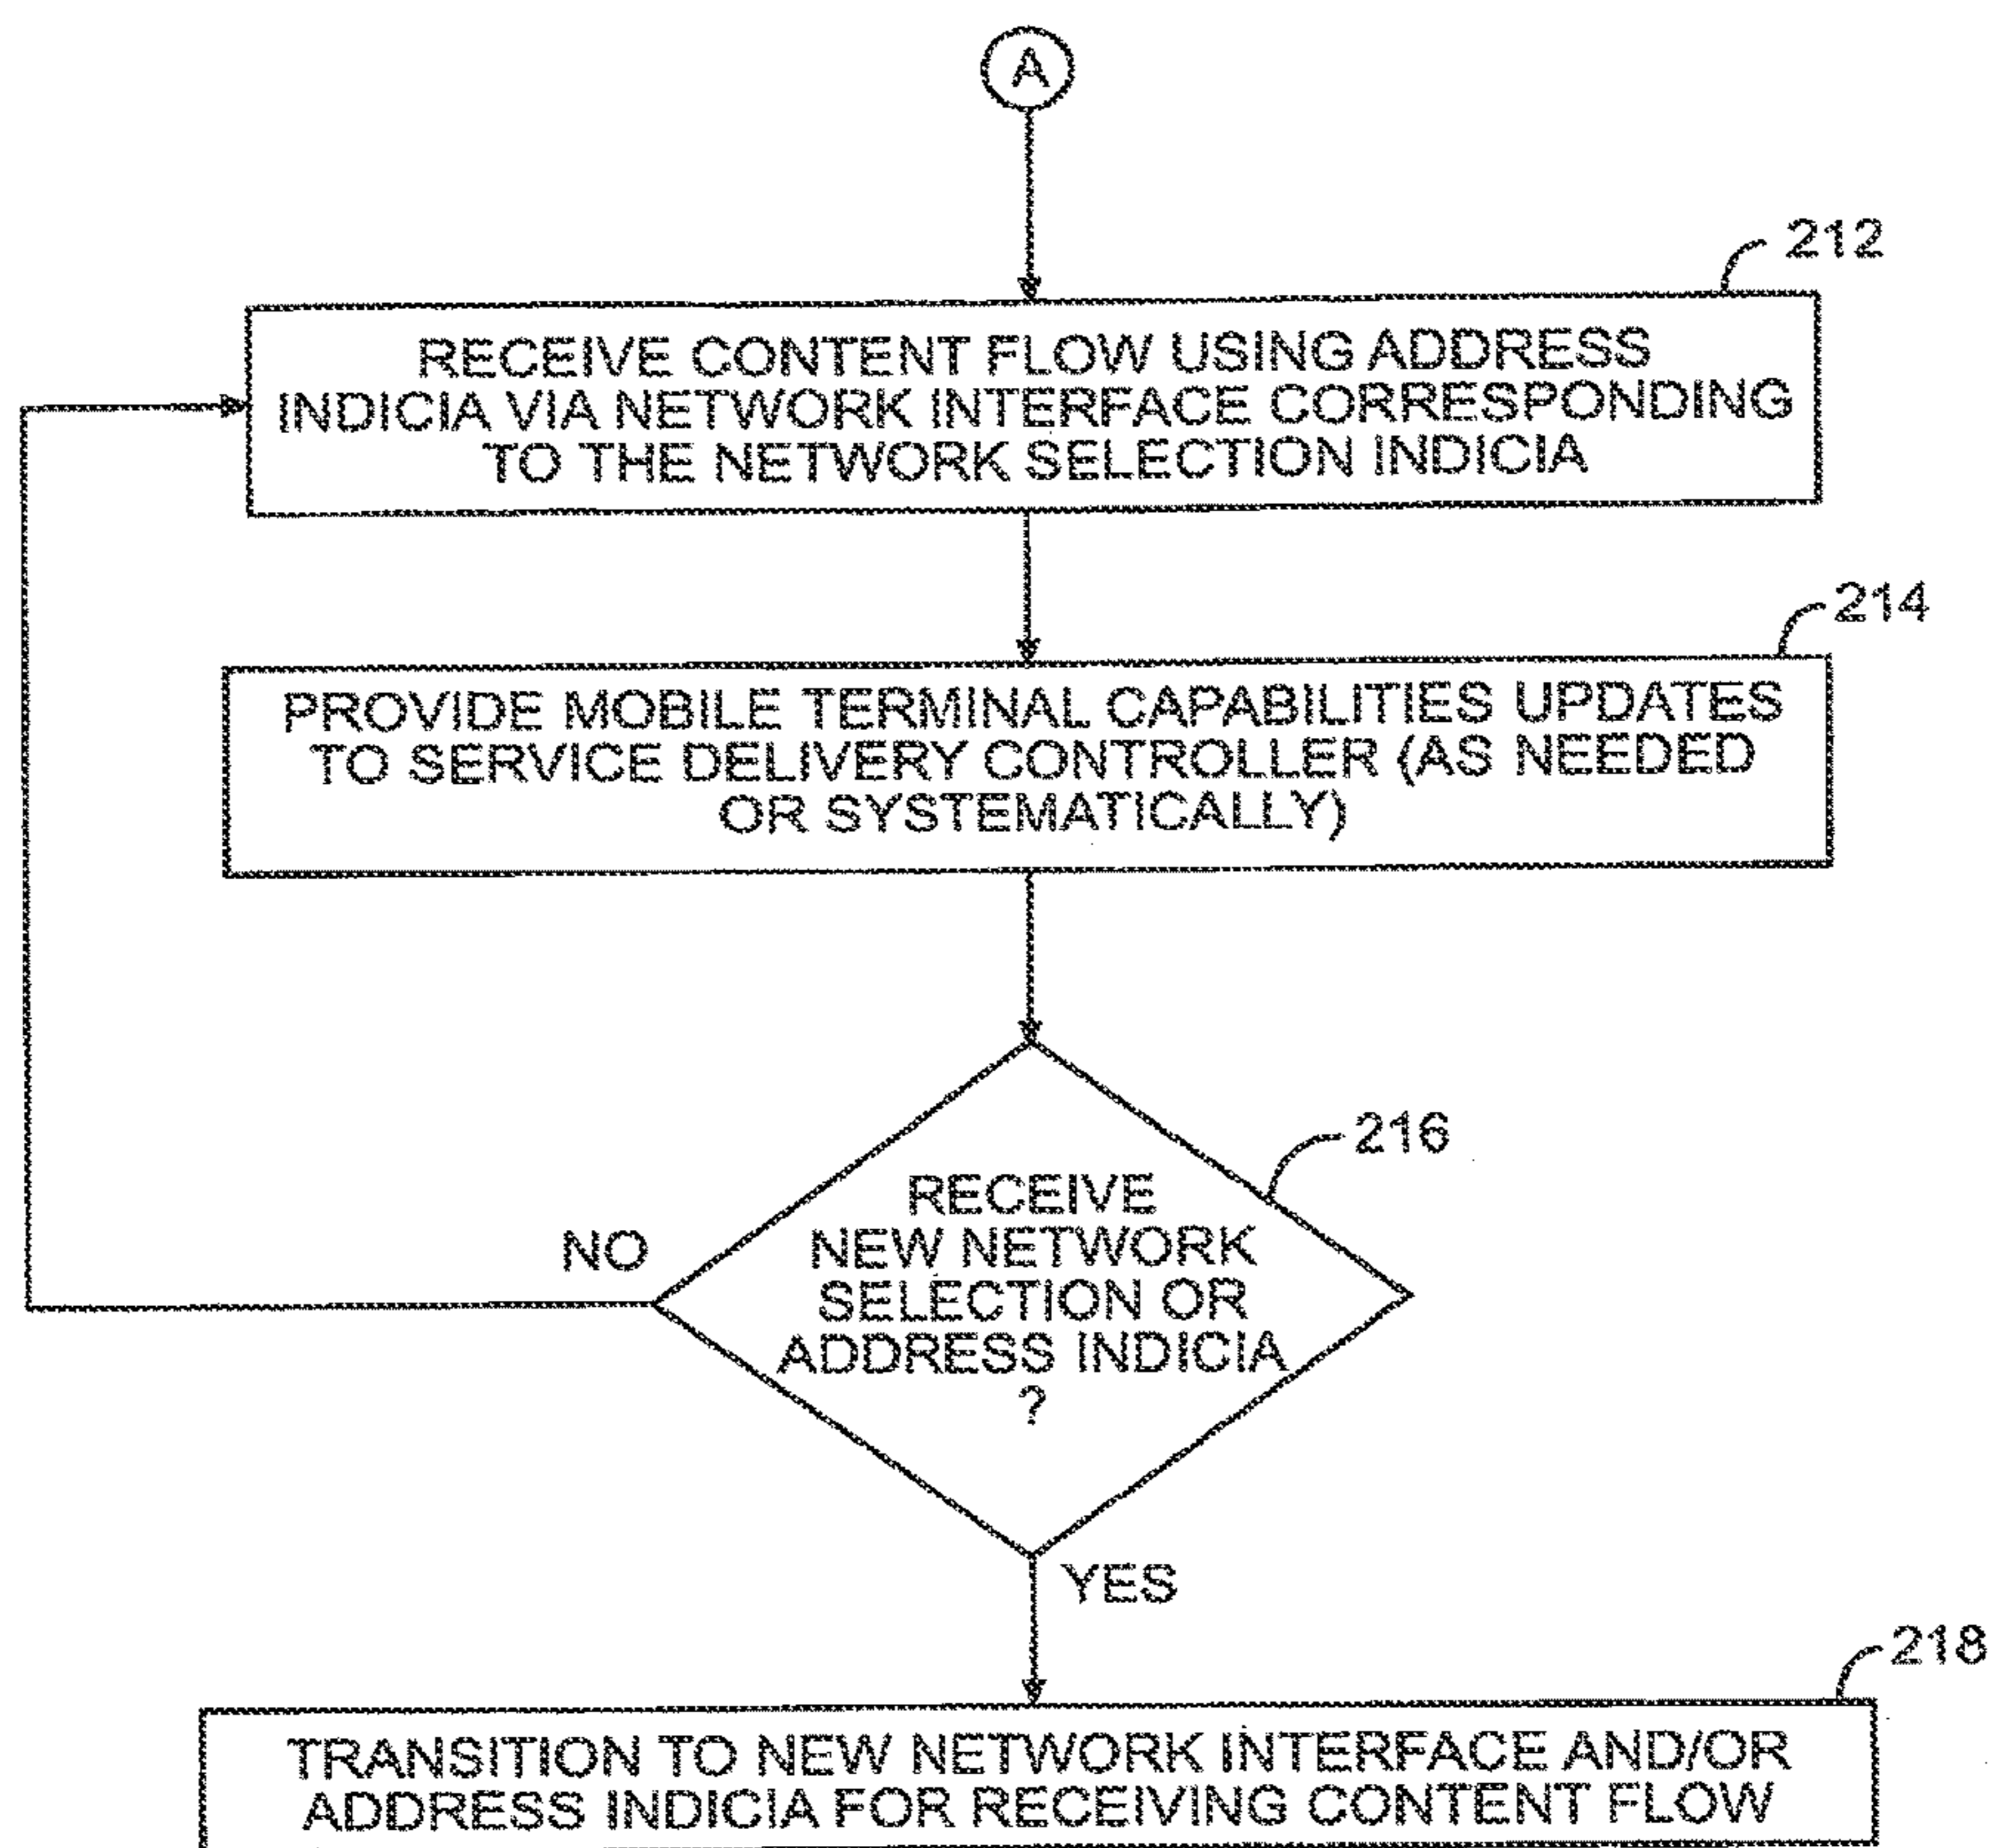 A
212
RECEIVE CONTENT FLOW USING ADDRESS
INDICIA VIA NETWORK INTERFACE CORRESPONDING
TO THE NETWORK SELECTION INDICIA
214
PROVIDE MOBILE TERMINAL CAPABILITIES UPDATES
TO SERVICE DELIVERY CONTROLLER (AS NEEDED
OR SYSTEMATICALLY)
216
RECEIVE
NEW NETWORK
SELECTION OR
ADDRESS INDICIA
?
NO
YES
218
TRANSITION TO NEW NETWORK INTERFACE AND/OR
ADDRESS INDICIA FOR RECEIVING CONTENT FLOW